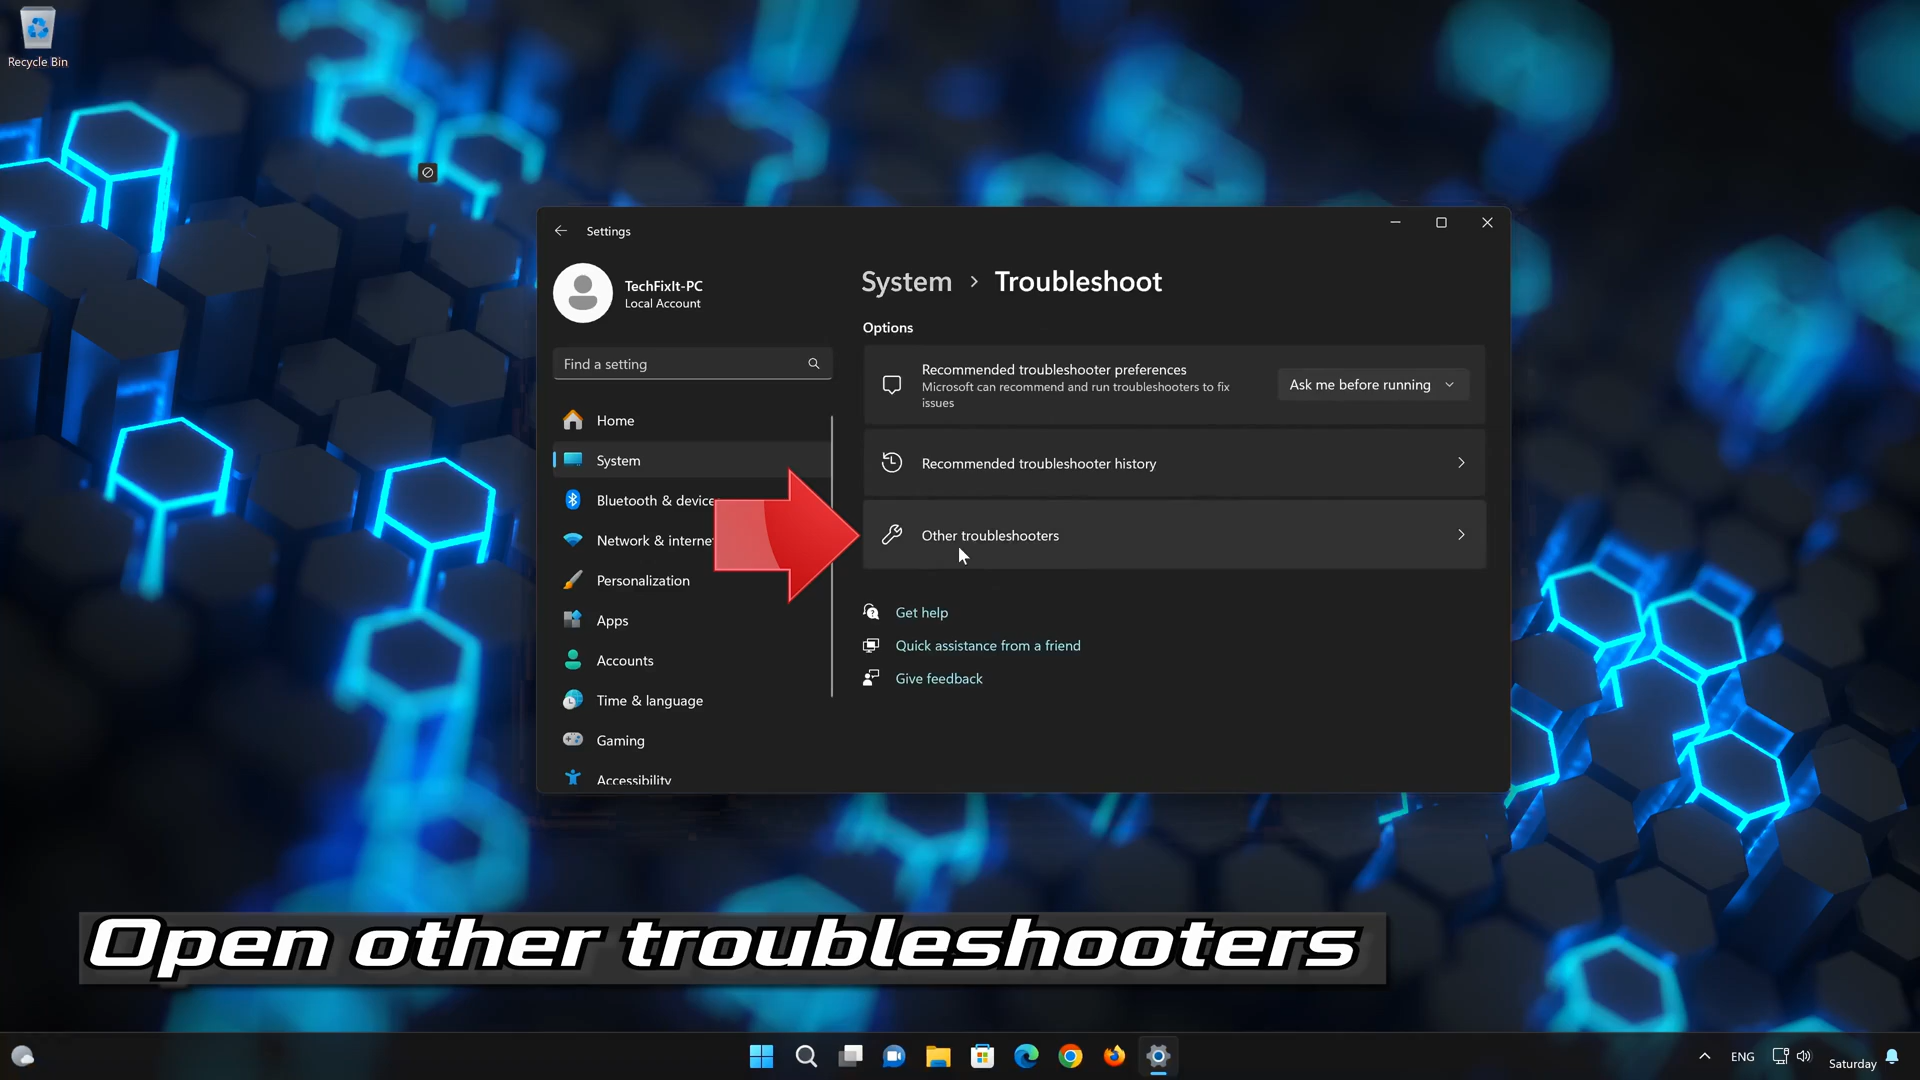 Recycle Bin
Settings
TechFixIt-PC
Local Account
Find a setting
Home
System
Bluetooth & device
Network & interne
Personalization
Apps
Accounts
Time & language
Gaming
Accessibility
System > Troubleshoot
Options
Recommended troubleshooter preferences
Microsoft can recommend and run troubleshooters to fix
issues
Ask me before running
Recommended troubleshooter history
Other troubleshooters
Get help
Quick assistance from a friend
Give feedback
Open other troubleshooters
ENG
Saturday